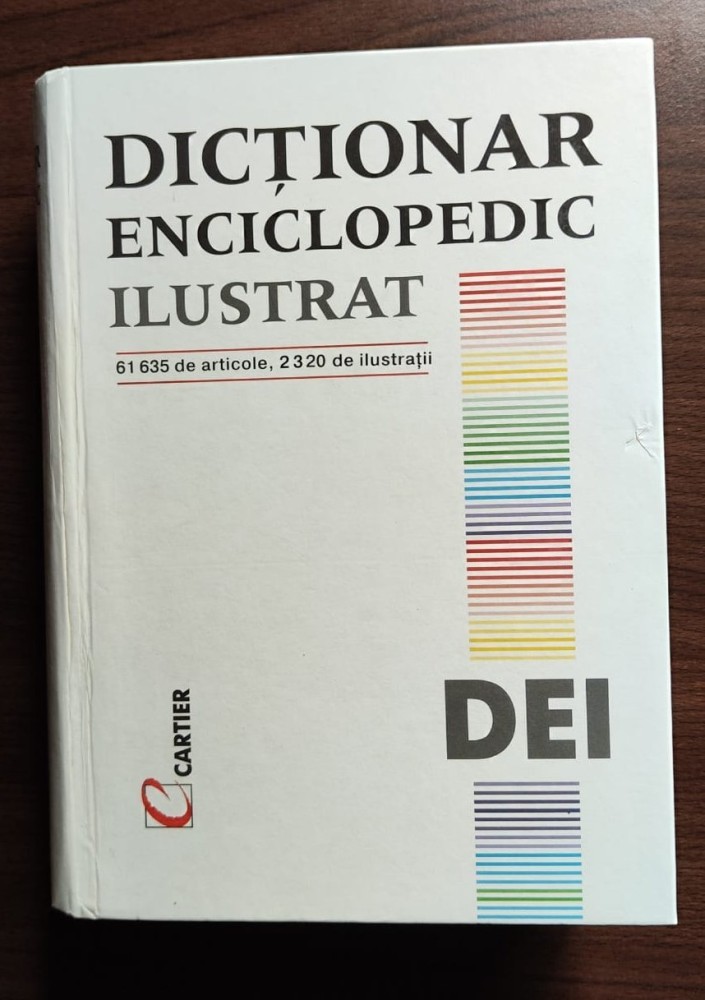 DICȚIONAR
ENCICLOPEDIC
ILUSTRAT
61 635 de articole, 2 320 de ilustrații
DEI
CARTIER